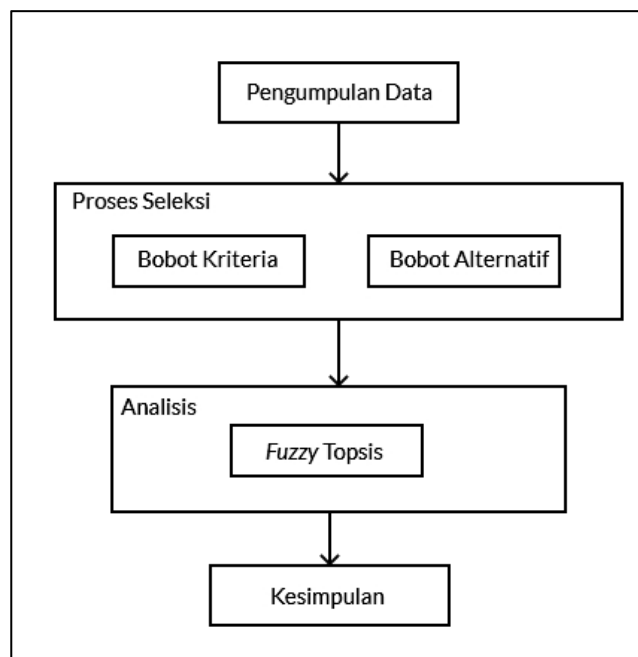 Pengumpulan Data
Proses Seleksi
Bobot Kriteria
Bobot Alternatif
Analisis
Fuzzy Topsis
Kesimpulan